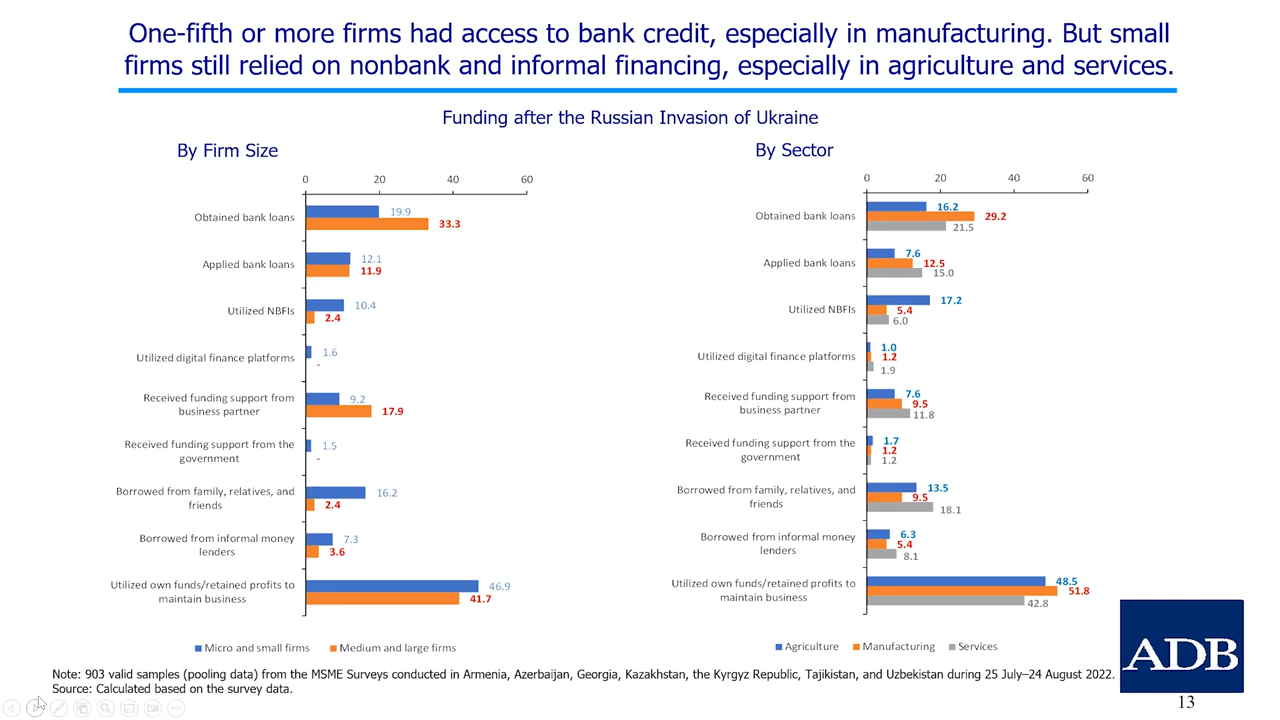 One-fifth or more firms had access to bank credit, especially in manufacturing. But small
firms still relied on nonbank and informal financing, especially in agriculture and services.
Funding after the Russian Invasion of Ukraine
By Firm Size
0 20 40 60
Obtained bank loans 19.9 33.3
Applied bank loans 12.1 11.9
Utilized NBFIs 10.4 2.4
Utilized digital finance platforms 1.6 -
Received funding support from
business partner 9.2 17.9
Received funding support from the
government 1.5 -
Borrowed from family, relatives, and
friends 16.2 2.4
Borrowed from informal money
lenders 7.3 3.6
Utilized own funds/retained profits to
maintain business 46.9 41.7
Micro and small firms Medium and large firms
By Sector
0 20 40 60
Obtained bank loans 16.2 29.2 21.5
Applied bank loans 7.6 12.5 15.0
Utilized NBFIs 17.2 5.4 6.0
Utilized digital finance platforms 1.0 1.2 1.9
Received funding support from
business partner 7.6 9.5 11.8
Received funding support from the
government 1.7 1.2 1.2
Borrowed from family, relatives, and
friends 13.5 9.5 18.1
Borrowed from informal money
lenders 6.3 5.4 8.1
Utilized own funds/retained profits to
maintain business 48.5 51.8 42.8
Agriculture Manufacturing Services
Note: 903 valid samples (pooling data) from the MSME Surveys conducted in Armenia, Azerbaijan, Georgia, Kazakhstan, the Kyrgyz Republic, Tajikistan, and Uzbekistan during 25 July–24 August 2022.
Source: Calculated based on the survey data.
ADB
13